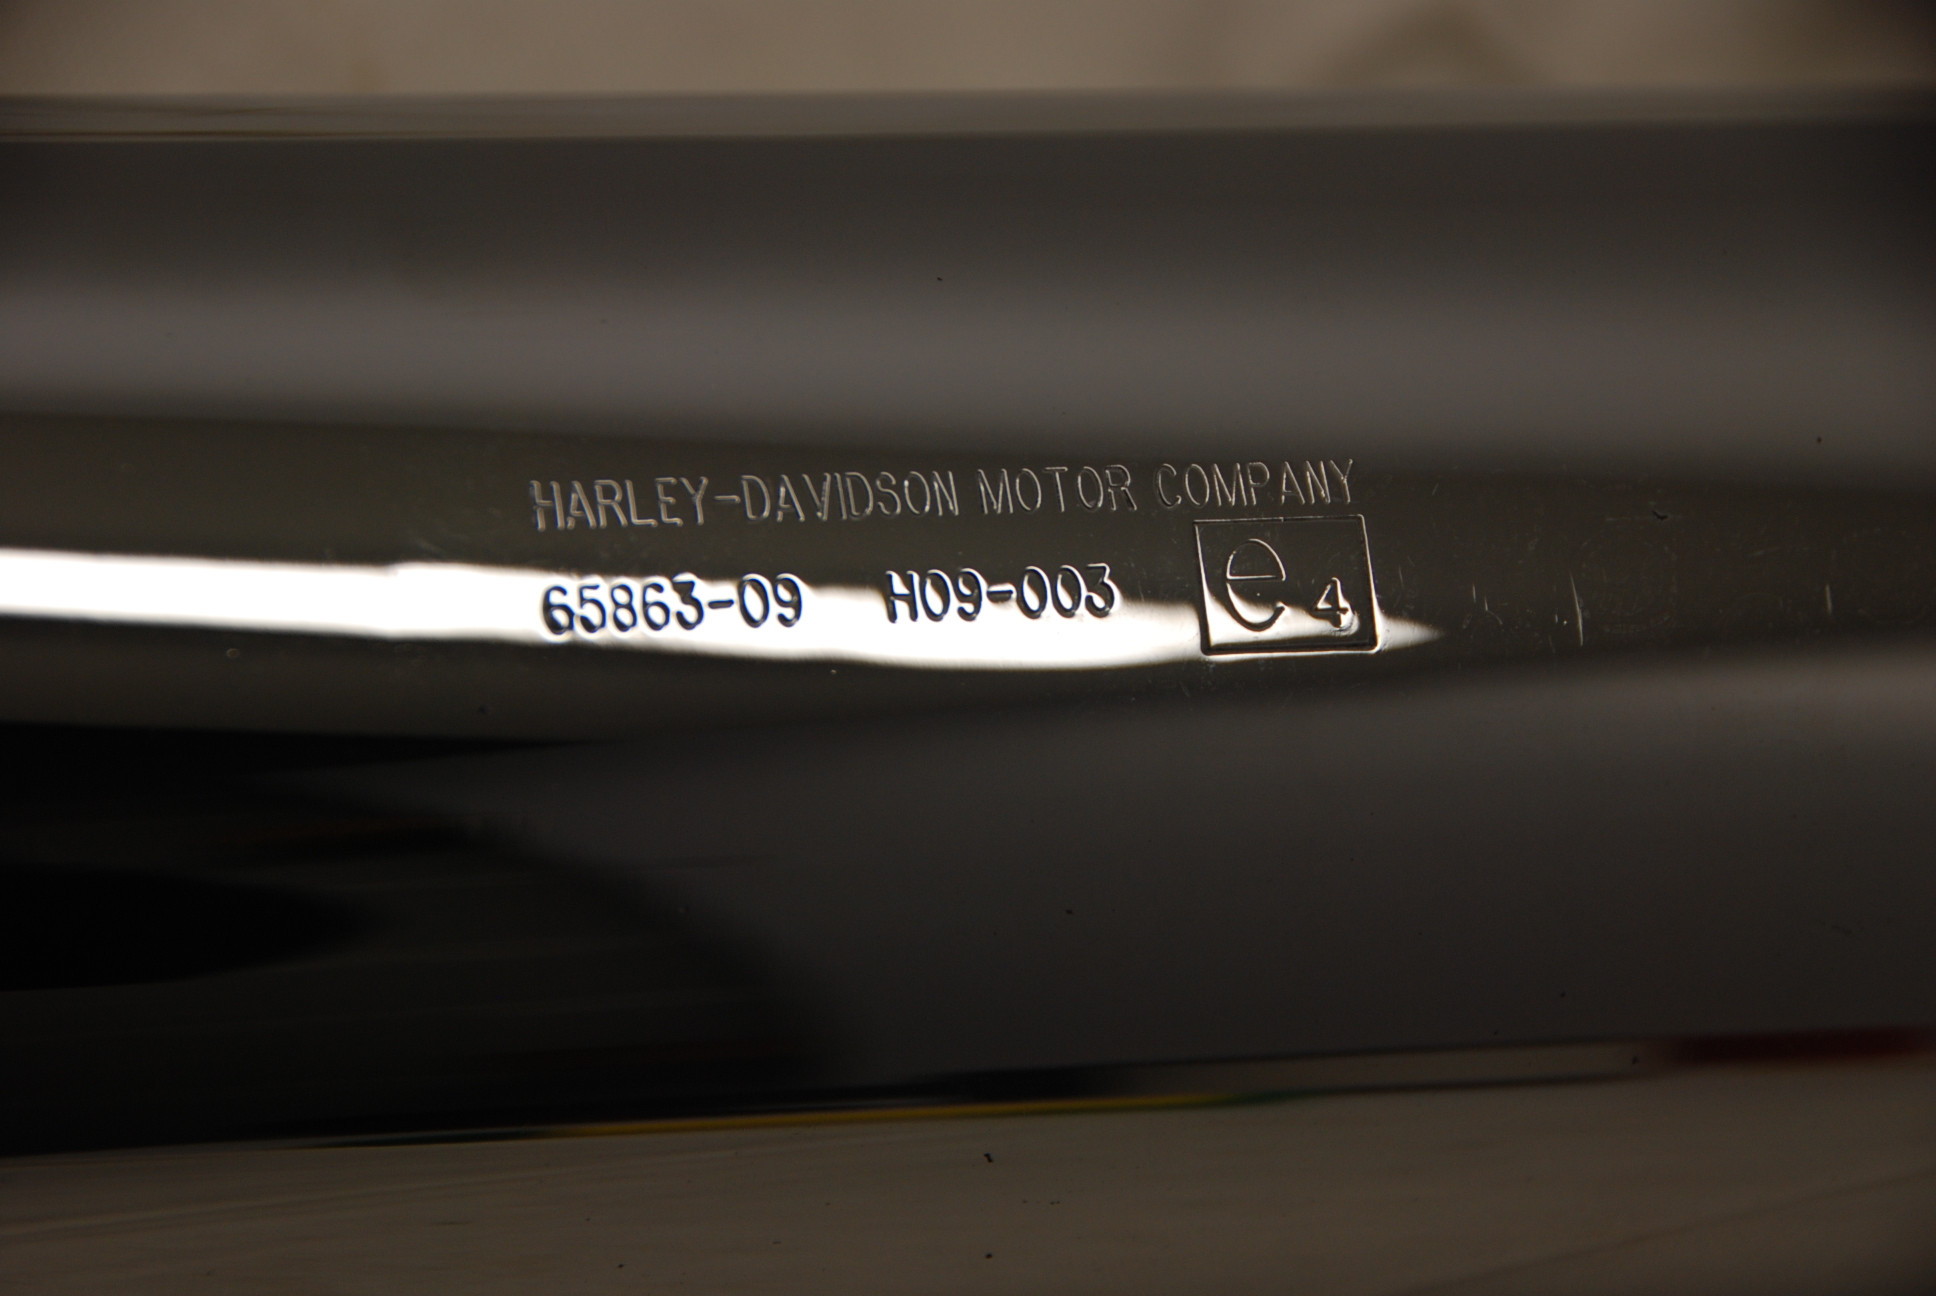 HARLEY-DAVIDSON MOTOR COMPANY
65863-09 H09-003 e4